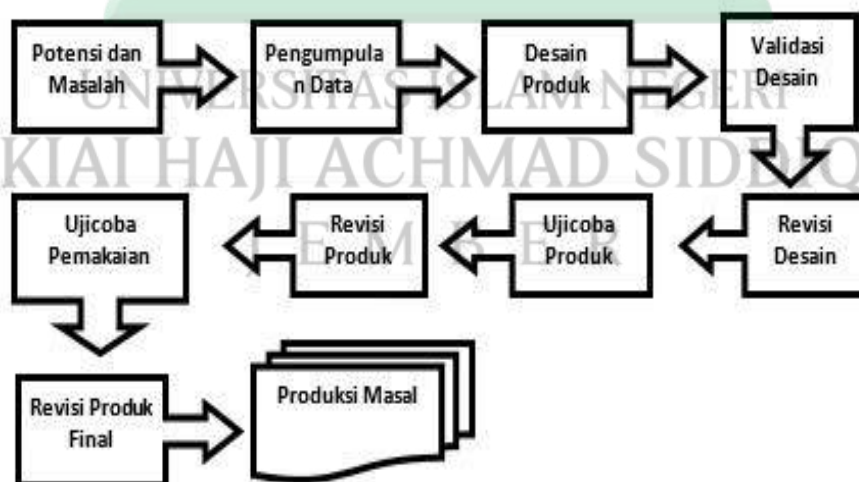 Potensi dan
Masalah
Pengumpula
n Data
Desain
Produk
Validasi
Desain
UNIVERSITAS ISLAM NEGERI
KIAI HAJI ACHMAD SIDDIQ
JEMBER
Revisi
Desain
Ujicoba
Produk
Revisi
Produk
Ujicoba
Pemakaian
Revisi Produk
Final
Produksi Masal